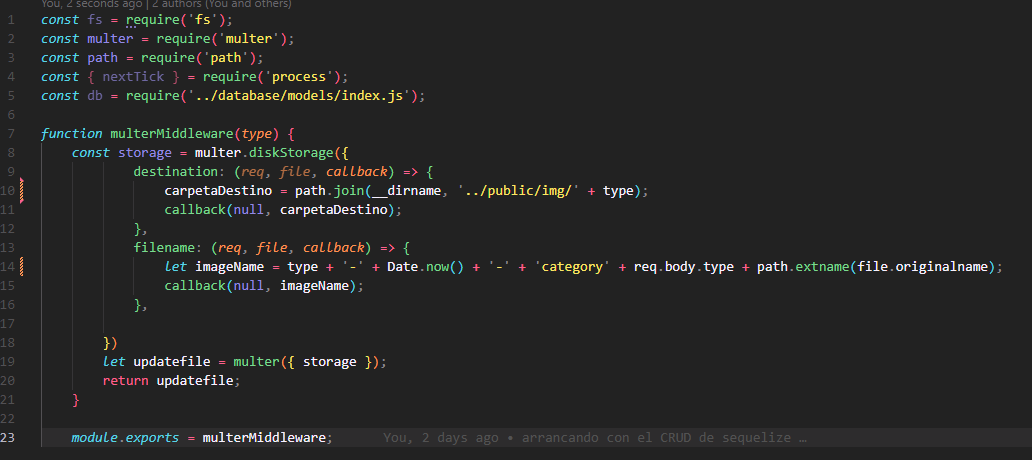 You, 2 seconds ago | 2 authors (You and others)
1 const fs = require('fs');
2 const multer = require('multer');
3 const path = require('path');
4 const { nextTick } = require('process');
5 const db = require('../database/models/index.js');
6
7 function multerMiddleware(type) {
8 const storage = multer.diskStorage({
9 destination: (req, file, callback) => {
10 carpetaDestino = path.join(__dirname, '../public/img/' + type);
11 callback(null, carpetaDestino);
12 },
13 filename: (req, file, callback) => {
14 let imageName = type + '-' + Date.now() + '-' + 'category' + req.body.type + path.extname(file.originalname);
15 callback(null, imageName);
16 },
17
18 })
19 let updatefile = multer({ storage });
20 return updatefile;
21 }
22
23 module.exports = multerMiddleware; You, 2 days ago • arrancando con el CRUD de sequelize …